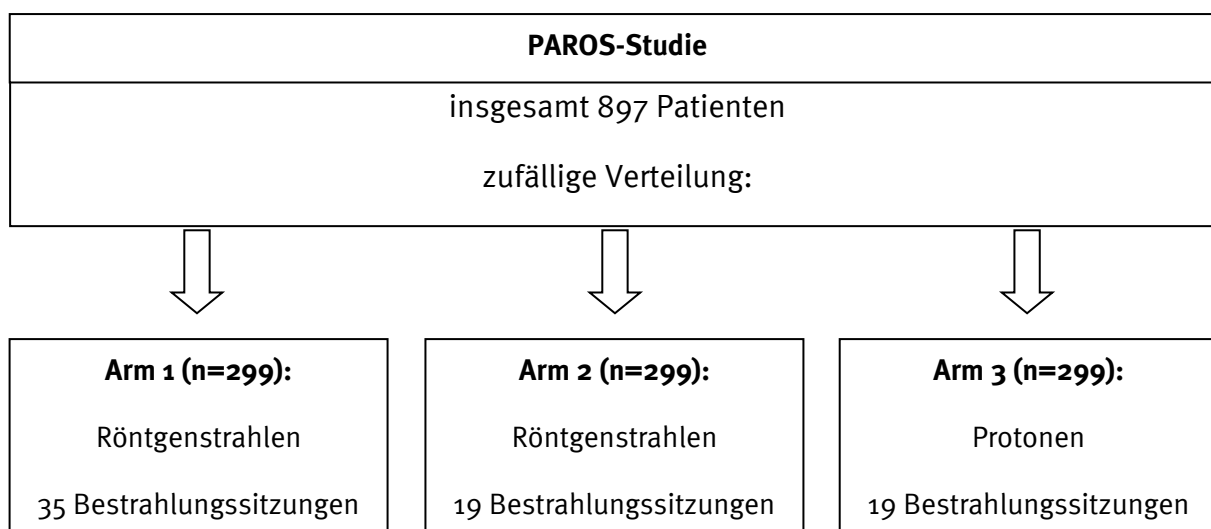 PAROS-Studie
insgesamt 897 Patienten
zufällige Verteilung:
Arm 1 (n=299):
Röntgenstrahlen
35 Bestrahlungssitzungen
Arm 2 (n=299):
Röntgenstrahlen
19 Bestrahlungssitzungen
Arm 3 (n=299):
Protonen
19 Bestrahlungssitzungen